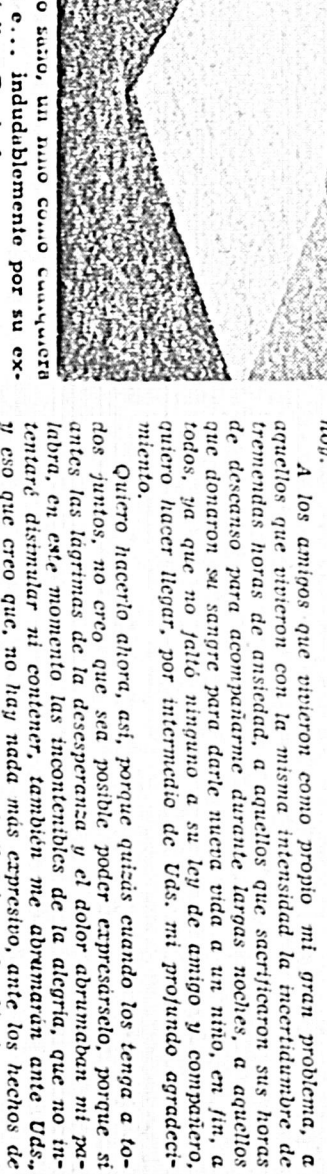 o sano, un niño como cualquiera
e... indudablemente por su ex-
hoy.
A los amigos que vivieron como propio mi gran problema, a
aquellos que vivieron con la misma intensidad la incertidumbre de
tremendas horas de ansiedad, a aquellos que sacrificaron sus horas
de descanso para acompañarme durante largas noches, a aquellos
que donaron su sangre para darle nueva vida a un niño, en fin, a
todos, ya que no faltó ninguno a su ley de amigo y compañero,
quiero hacer llegar, por intermedio de Uds. mi profundo agradeci-
miento.
Quiero hacerlo ahora, así, porque quizás cuando los tenga a to-
dos juntos, no creo que sea posible poder expresárselo, porque si
antes las lágrimas de la desesperanza y el dolor abrumaban mi pa-
labra, en este momento las incontenibles de la alegría, que no in-
tentaré disimular ni contener, también me abrumarán ante Uds.,
y eso que creo que, no hay nada más expresivo, ante los hechos de